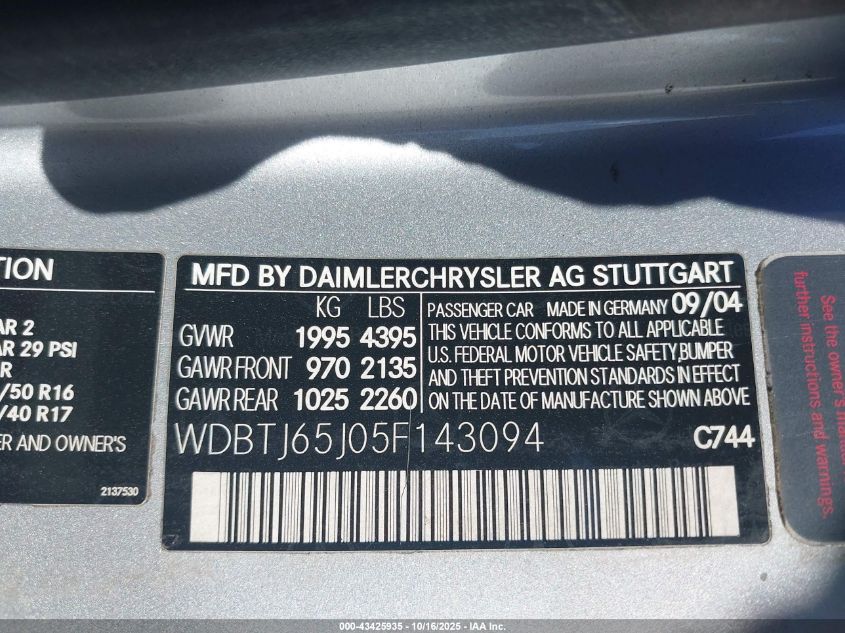 TION
AR 2
AR 29 PSI
R
/50 R16
/40 R17
ER AND OWNER'S
2137530
MFD BY DAIMLERCHRYSLER AG STUTTGART
KG LBS
GVWR 1995 4395
GAWR FRONT 970 2135
GAWR REAR 1025 2260
PASSENGER CAR MADE IN GERMANY 09/04
THIS VEHICLE CONFORMS TO ALL APPLICABLE
U.S. FEDERAL MOTOR VEHICLE SAFETY, BUMPER
AND THEFT PREVENTION STANDARDS IN EFFECT
ON THE DATE OF MANUFACTURE SHOWN ABOVE
WDBTJ65J05F143094 C744
See the owner's manual
further instructions and warnings.
000-43425935 - 10/16/2025 - IAA Inc.